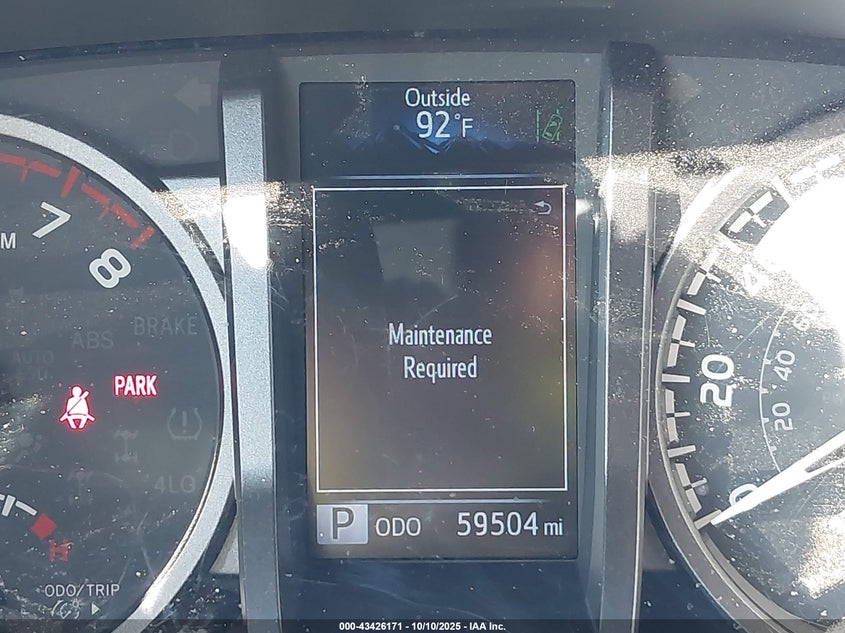 Outside
92°F
Maintenance
Required
P ODO 59504 mi
7
8
BRAKE
ABS
AUTO
PARK
4LO
H
ODO/TRIP
20
20
40
0
000-43426171 • 10/10/2025 - IAA Inc.